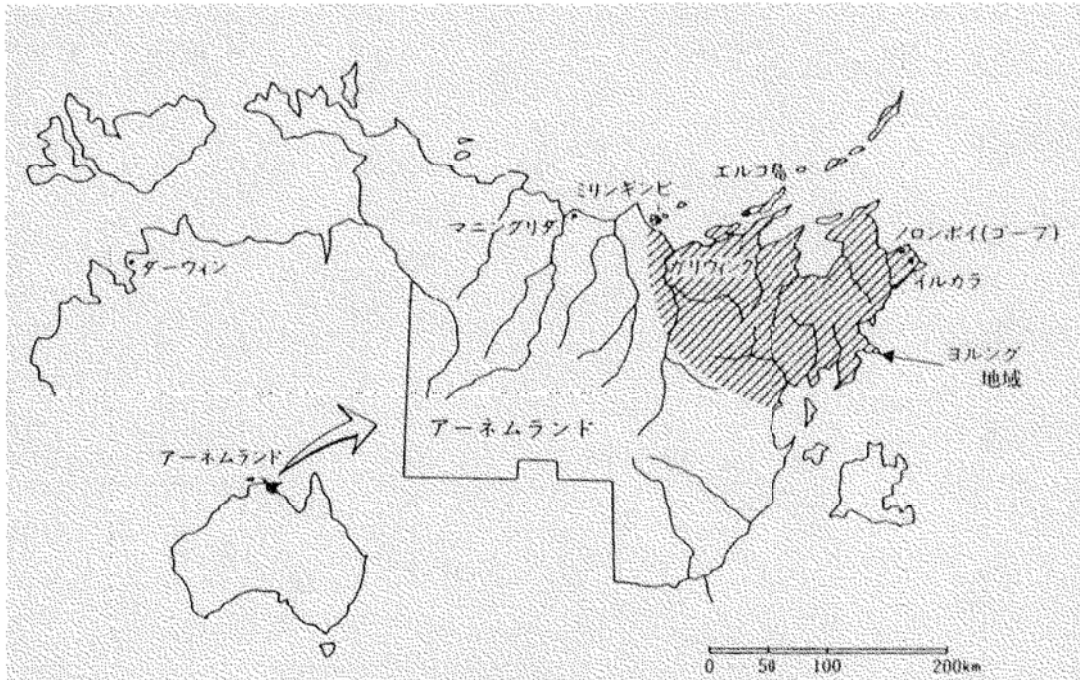 エルコ島
ミリンギンビ
マニングリダ
ノロンボイ(ゴーブ)
ガリウィンク
ダーウィン
イルカラ
ヨルング
地域
アーネムランド
アーネムランド
0 50 100 200km